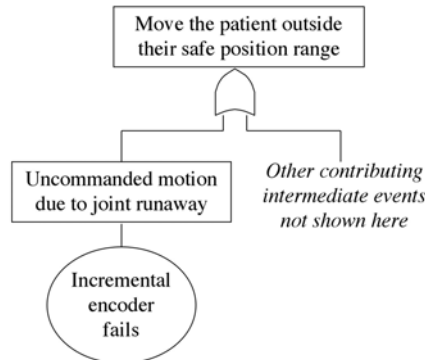 Move the patient outside
their safe position range
Uncommanded motion
due to joint runaway
Other contributing
intermediate events
not shown here
Incremental
encoder
fails